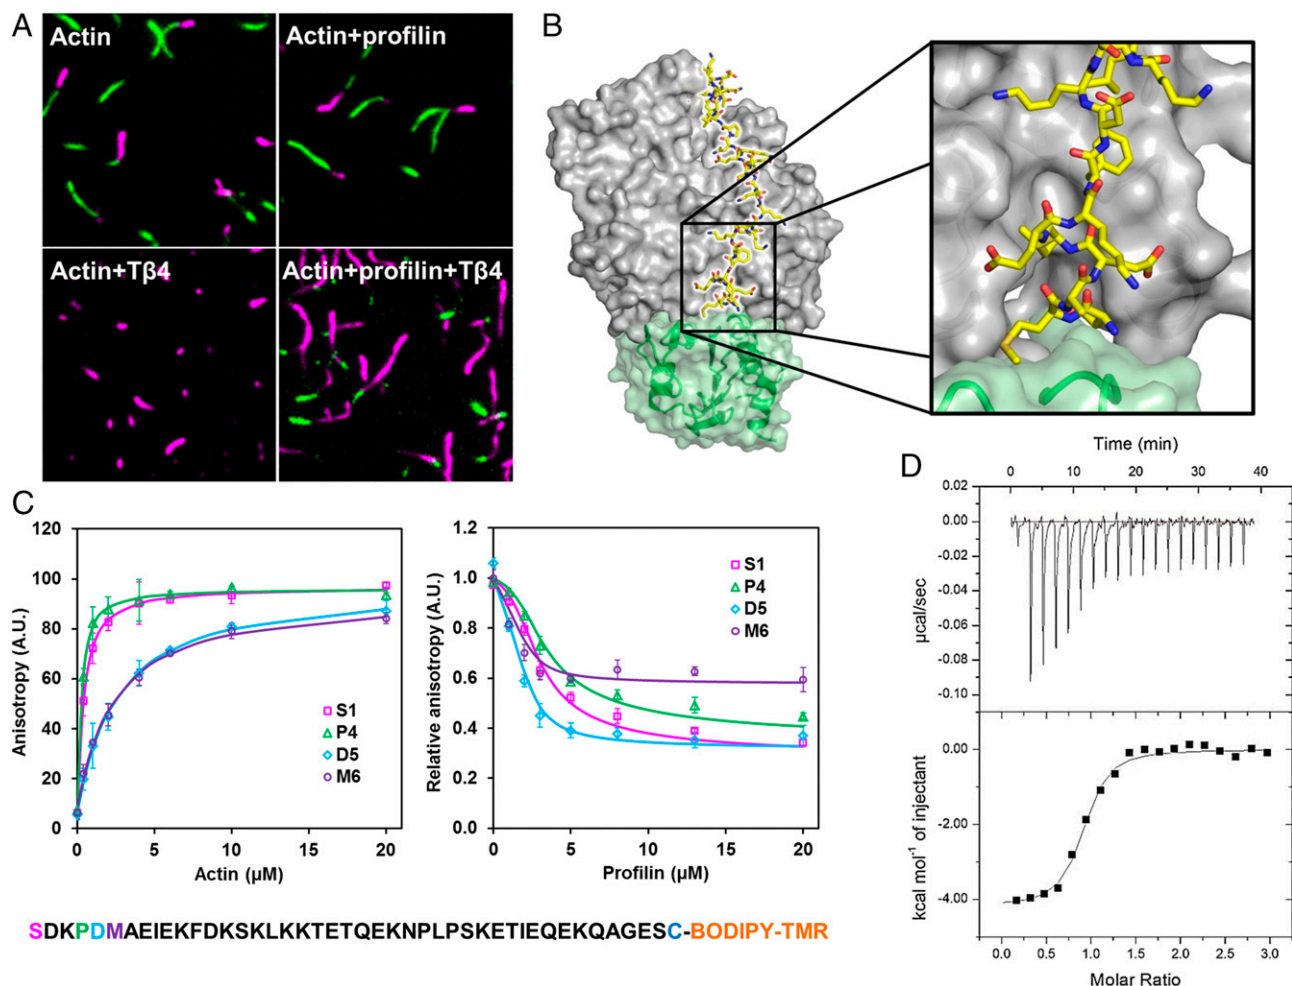 A
Actin
Actin+profilin
Actin+Tβ4
Actin+profilin+Tβ4
B
C
120
100
80
60
40
20
0
Anisotropy (A.U.)
0 5 10 15 20
Actin (µM)
S1
P4
D5
M6
1.2
1.0
0.8
0.6
0.4
0.2
0.0
Relative anisotropy (A.U.)
0 5 10 15 20
Profilin (µM)
S1
P4
D5
M6
SDKPDMAEIEKFDKSKLKKTETQEKNPLPSKETIEQEKQAGESC-BODIPY-TMR
D
Time (min)
0 10 20 30 40
0.02
0.00
-0.02
-0.04
-0.06
-0.08
-0.10
µcal/sec
0.00
-2.00
-4.00
kcal mol⁻¹ of injectant
0.0 0.5 1.0 1.5 2.0 2.5 3.0
Molar Ratio